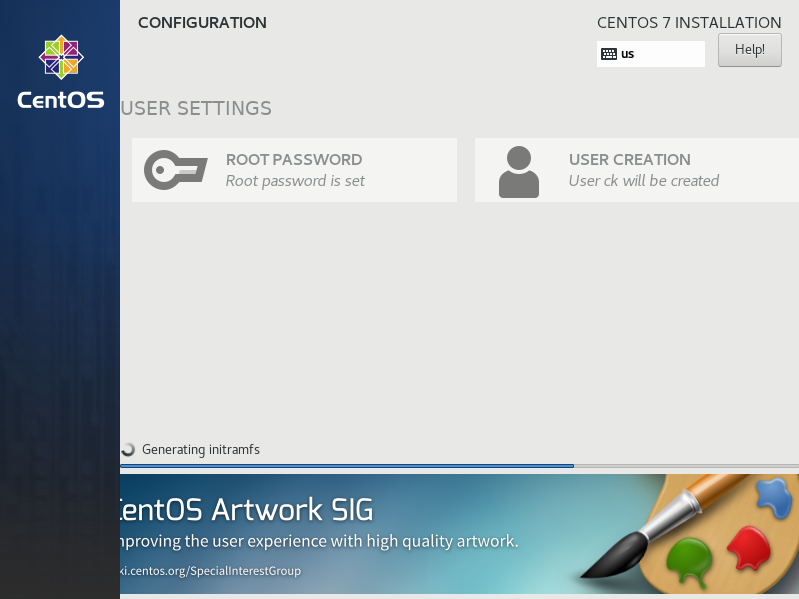 CONFIGURATION
CENTOS 7 INSTALLATION
us
Help!
CentOS
USER SETTINGS
ROOT PASSWORD
Root password is set
USER CREATION
User ck will be created
Generating initramfs
entOS Artwork SIG
mproving the user experience with high quality artwork.
ki.centos.org/SpecialInterestGroup